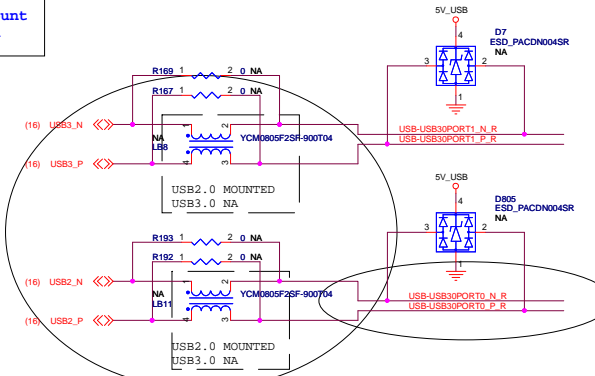 unt
5V_USB
D7
ESD_PACDN004SR
NA
4
3
2
1
R169 1 2 0 NA
R167 1 2 0 NA
(16) USB3_N
(16) USB3_P
1
2
NA
LB8
4
3
YCM0805F2SF-900T04
USB2.0 MOUNTED
USB3.0 NA
USB-USB30PORT1_N_R
USB-USB30PORT1_P_R
5V_USB
D805
ESD_PACDN004SR
NA
4
3
2
1
R193 1 2 0 NA
R192 1 2 0 NA
(16) USB2_N
(16) USB2_P
1
2
NA
LB11
4
3
YCM0805F2SF-900T04
USB2.0 MOUNTED
USB3.0 NA
USB-USB30PORT0_N_R
USB-USB30PORT0_P_R